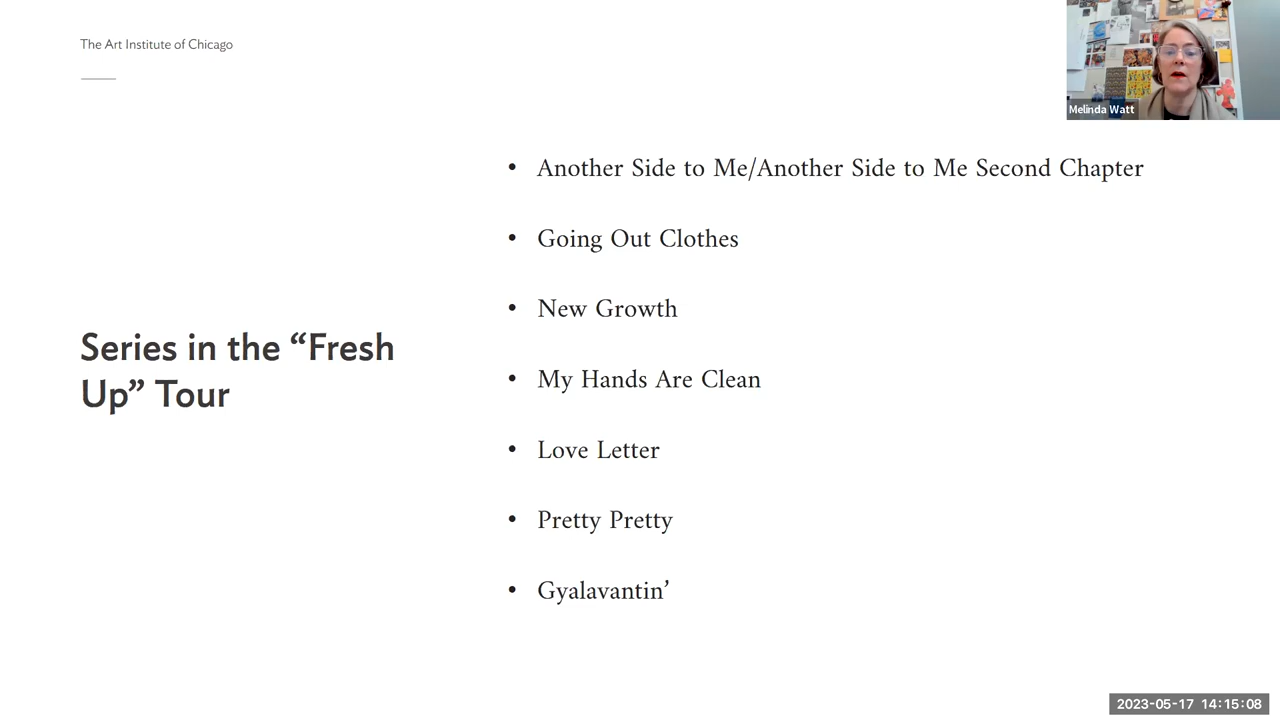 The Art Institute of Chicago
Melinda Watt
• Another Side to Me/Another Side to Me Second Chapter
• Going Out Clothes
• New Growth
Series in the “Fresh
Up” Tour
• My Hands Are Clean
• Love Letter
• Pretty Pretty
• Gyalavantin’
2023-05-17 14:15:08